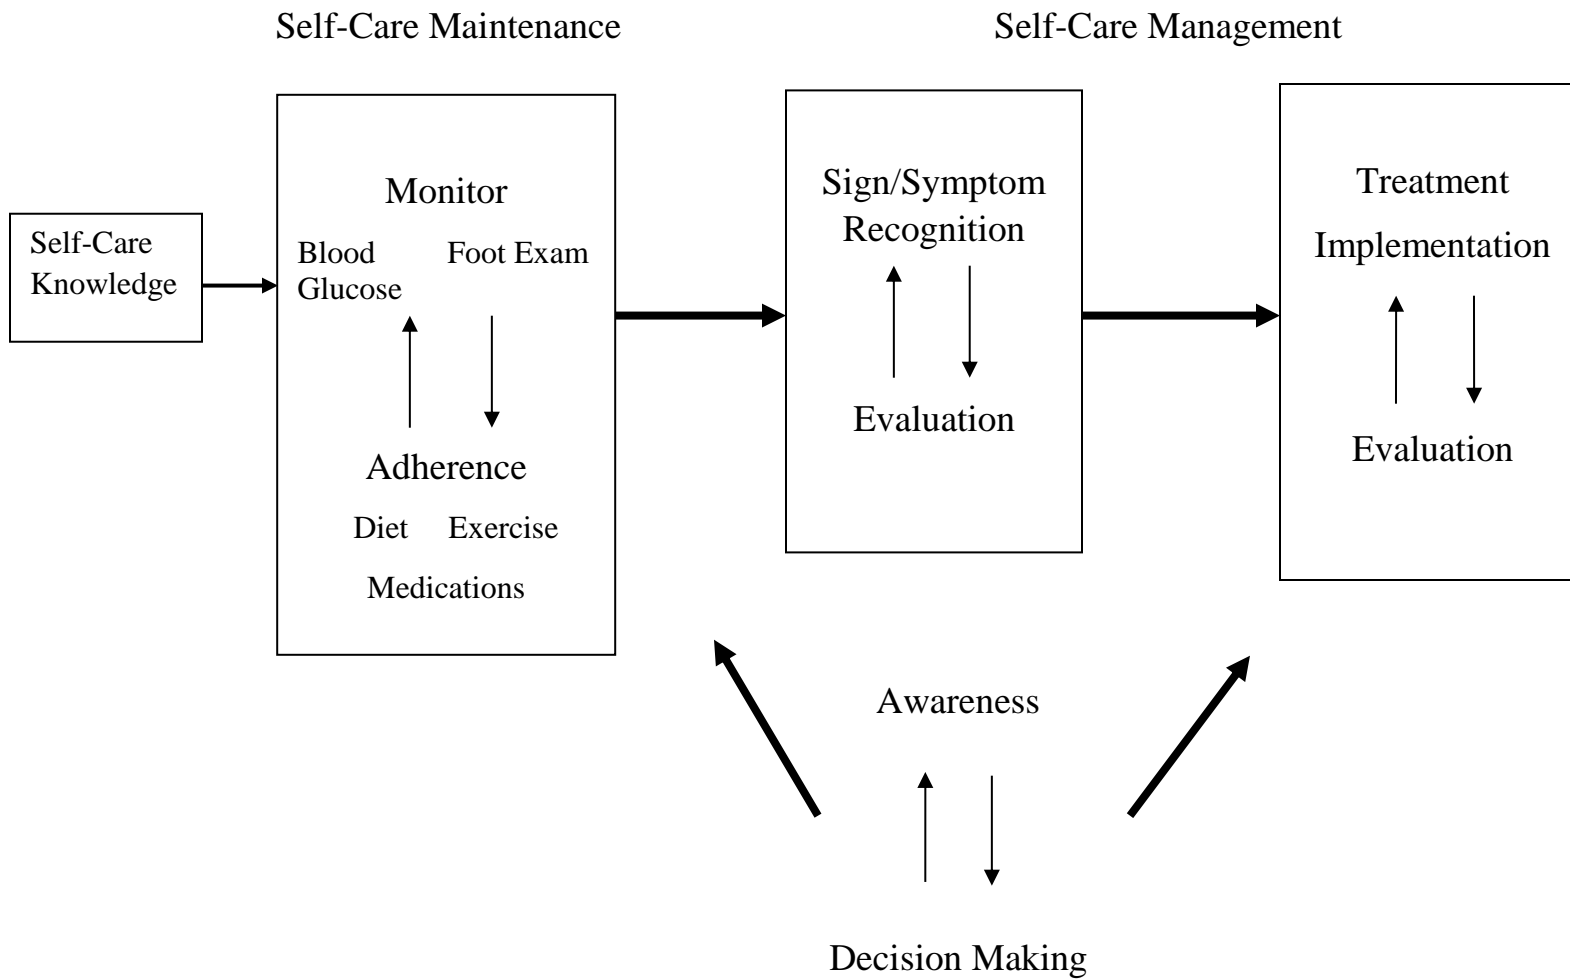 Self-Care Maintenance
Self-Care Management
Self-Care
Knowledge
Monitor
Blood
Glucose
Foot Exam
Adherence
Diet Exercise
Medications
Sign/Symptom
Recognition
Evaluation
Treatment
Implementation
Evaluation
Awareness
Decision Making